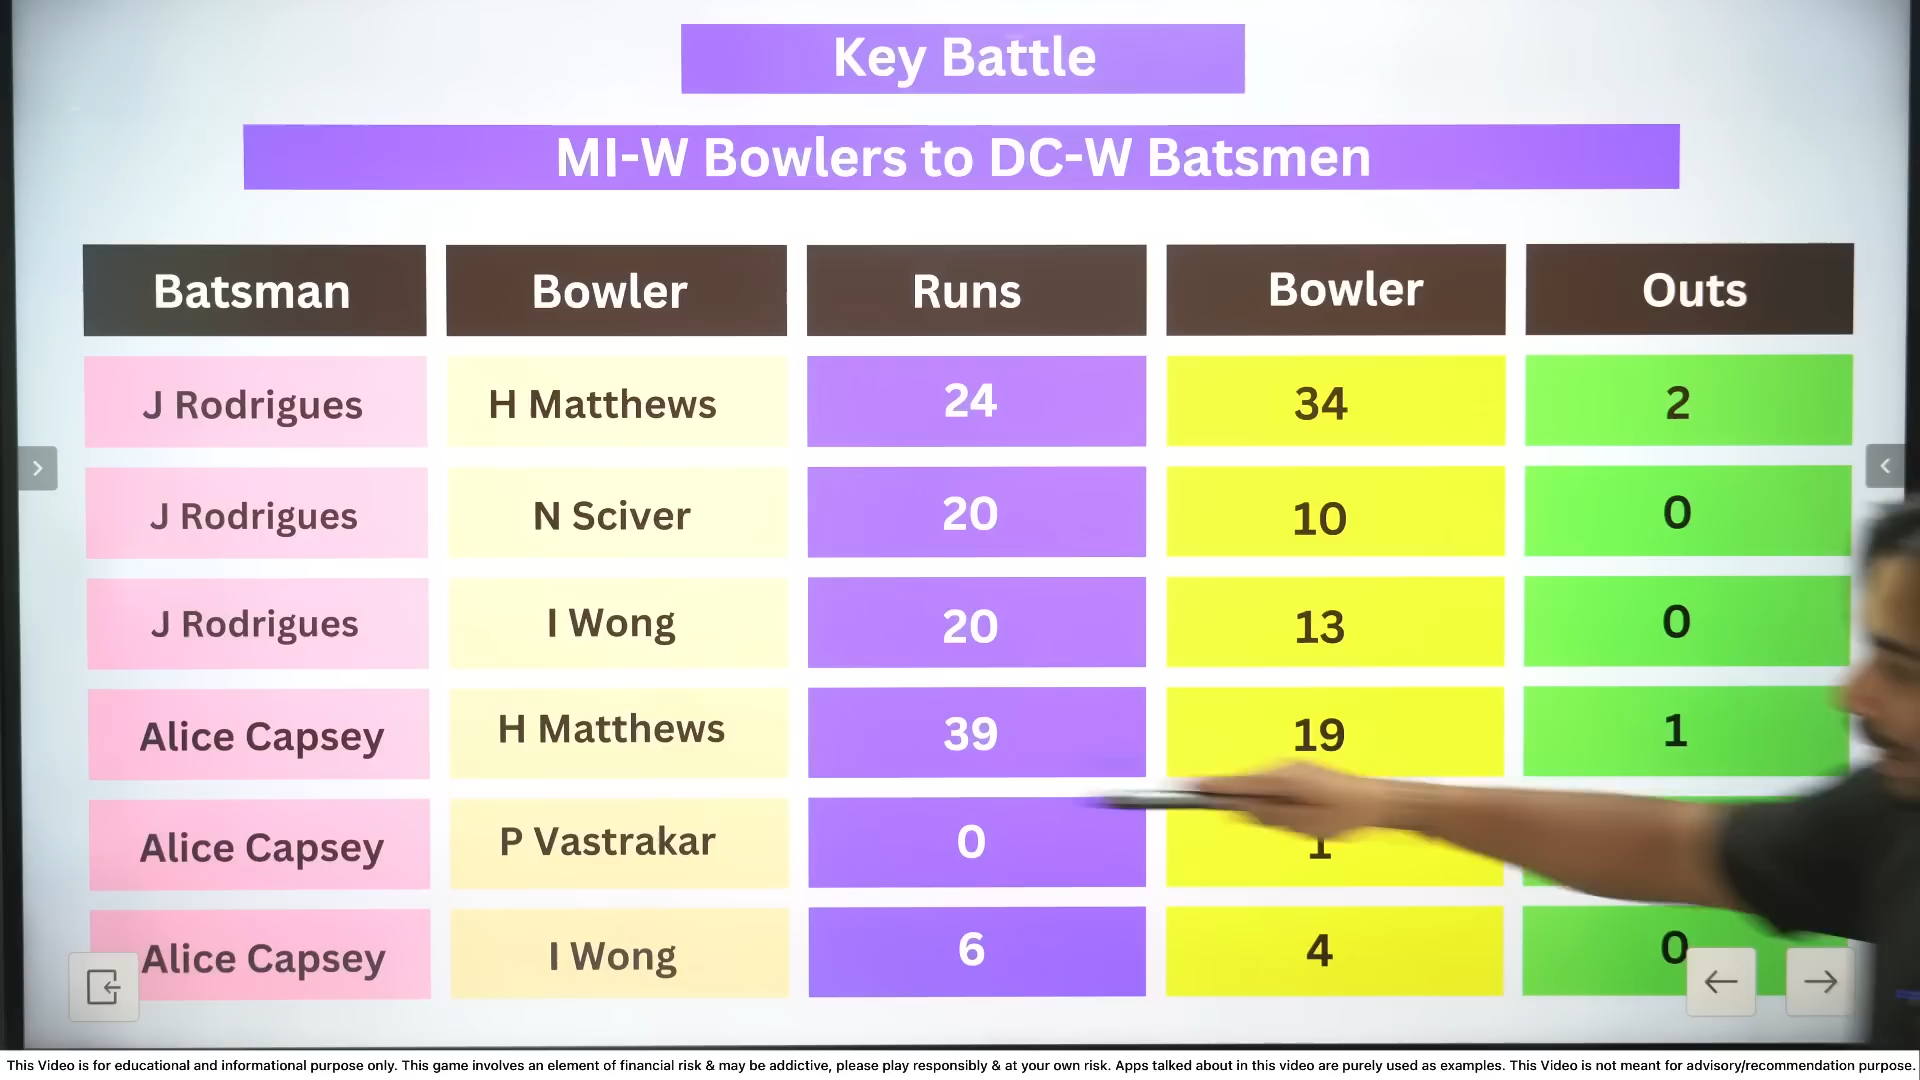 Key Battle
MI-W Bowlers to DC-W Batsmen
Batsman Bowler Runs Bowler Outs
J Rodrigues H Matthews 24 34 2
J Rodrigues N Sciver 20 10 0
J Rodrigues I Wong 20 13 0
Alice Capsey H Matthews 39 19 1
Alice Capsey P Vastrakar 0 1
Alice Capsey I Wong 6 4 0
This Video is for educational and informational purpose only. This game involves an element of financial risk & may be addictive, please play responsibly & at your own risk. Apps talked about in this video are purely used as examples. This Video is not meant for advisory/recommendation purpose.